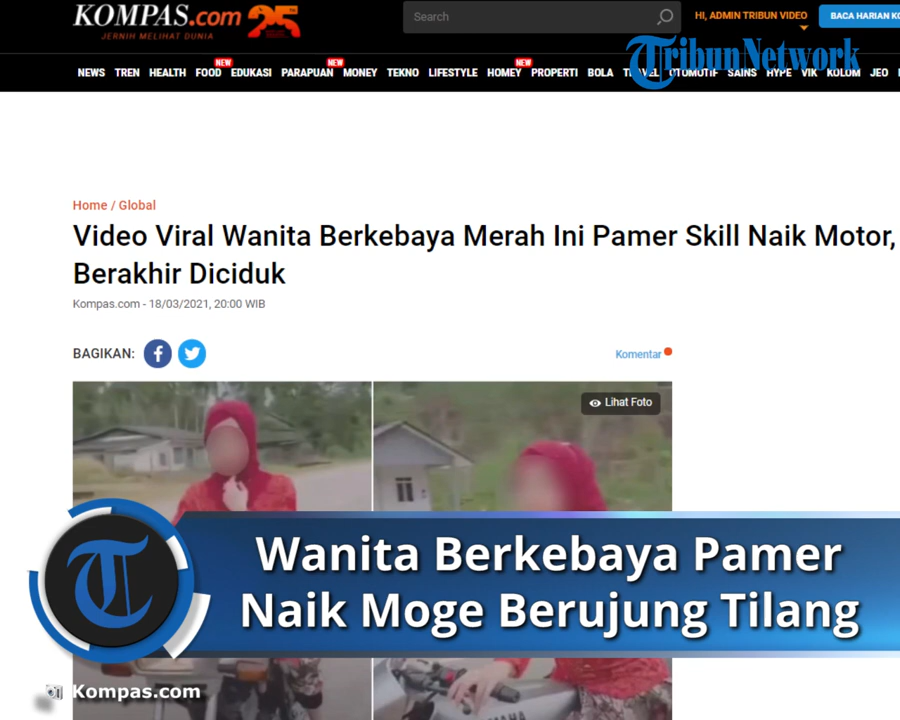 KOMPAS.com 25
JERNIH MELIHAT DUNIA
Search
HI, ADMIN TRIBUN VIDEO
BACA HARIAN KO
TribunNetwork
NEW NEW NEW
NEWS TREN HEALTH FOOD EDUKASI PARAPUAN MONEY TEKNO LIFESTYLE HOMEY PROPERTI BOLA OTOMOTIF SAINS HYPE VIK KOLOM JEO
Home / Global
Video Viral Wanita Berkebaya Merah Ini Pamer Skill Naik Motor,
Berakhir Diciduk
Kompas.com - 18/03/2021, 20:00 WIB
BAGIKAN:
Komentar
Lihat Foto
Wanita Berkebaya Pamer
Naik Moge Berujung Tilang
T
Kompas.com
YAMAHA